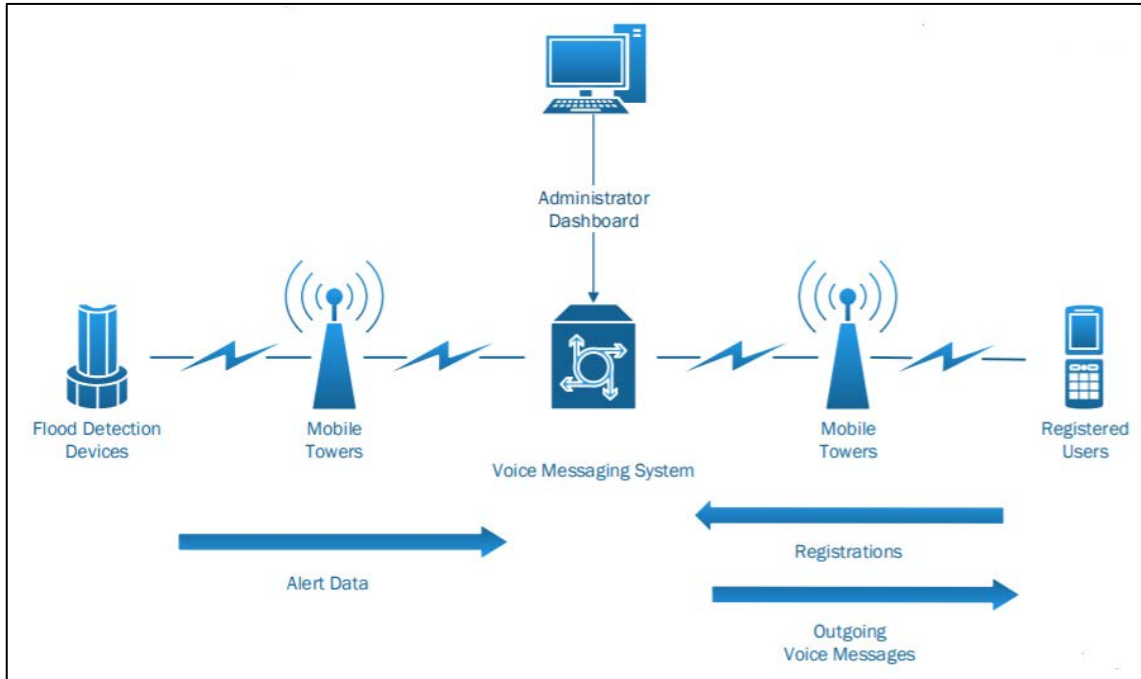 Administrator
Dashboard
Flood Detection
Devices
Mobile
Towers
Voice Messaging System
Mobile
Towers
Registered
Users
Alert Data
Registrations
Outgoing
Voice Messages